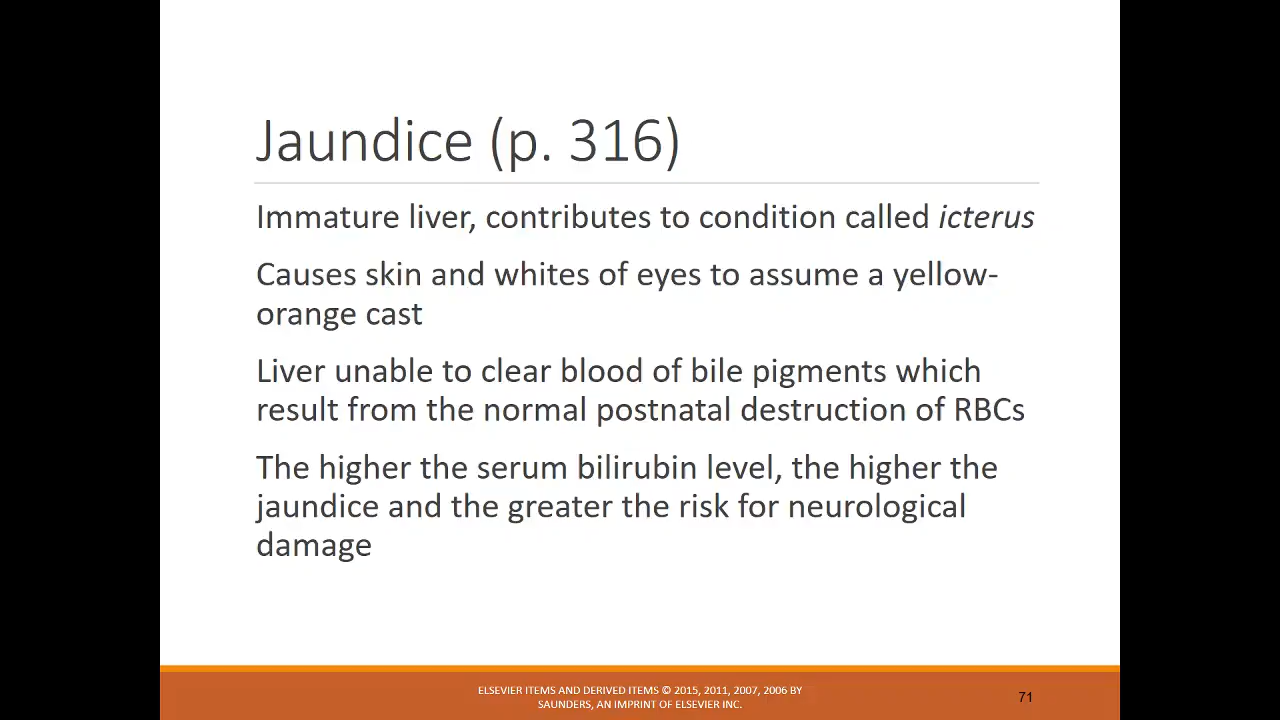 Jaundice (p. 316)
Immature liver, contributes to condition called icterus
Causes skin and whites of eyes to assume a yellow-
orange cast
Liver unable to clear blood of bile pigments which
result from the normal postnatal destruction of RBCs
The higher the serum bilirubin level, the higher the
jaundice and the greater the risk for neurological
damage
ELSEVIER ITEMS AND DERIVED ITEMS © 2015, 2011, 2007, 2006 BY
SAUNDERS, AN IMPRINT OF ELSEVIER INC.
71